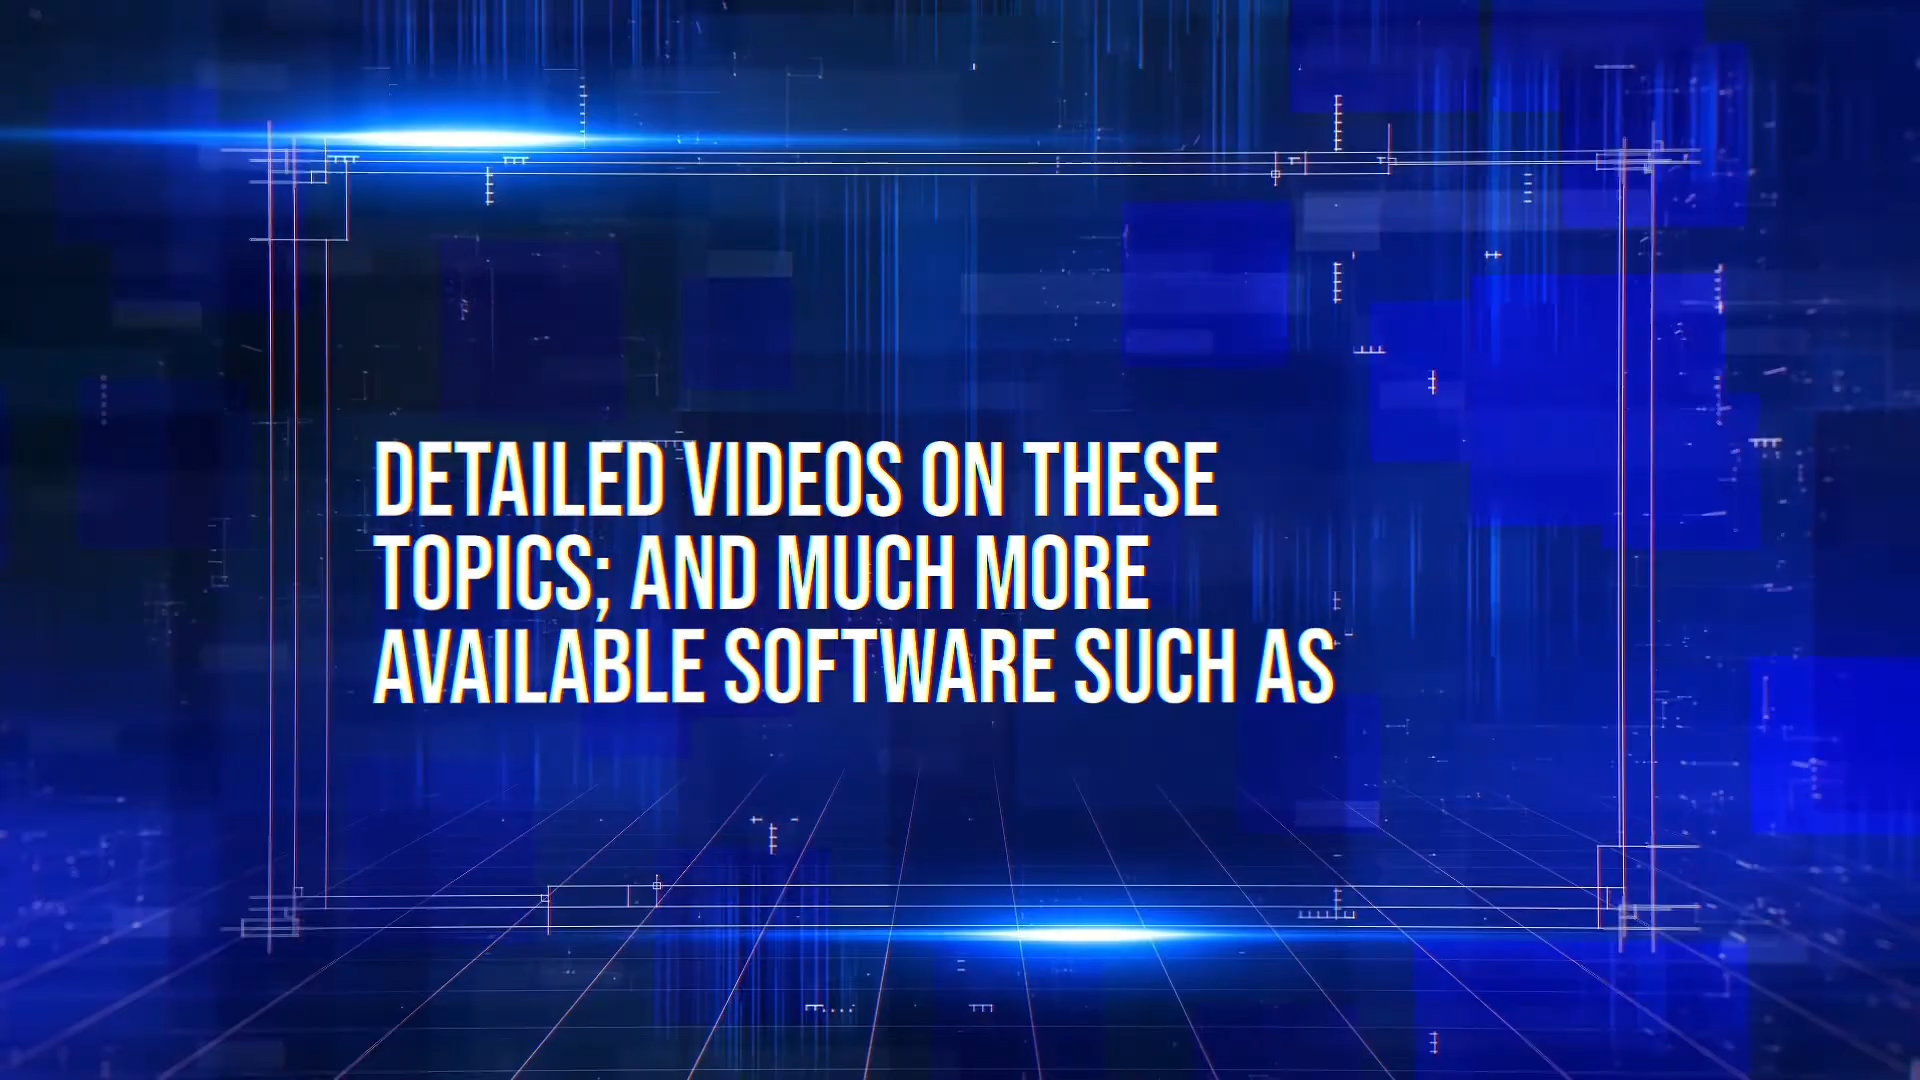 DETAILED VIDEOS ON THESE
TOPICS; AND MUCH MORE
AVAILABLE SOFTWARE SUCH AS